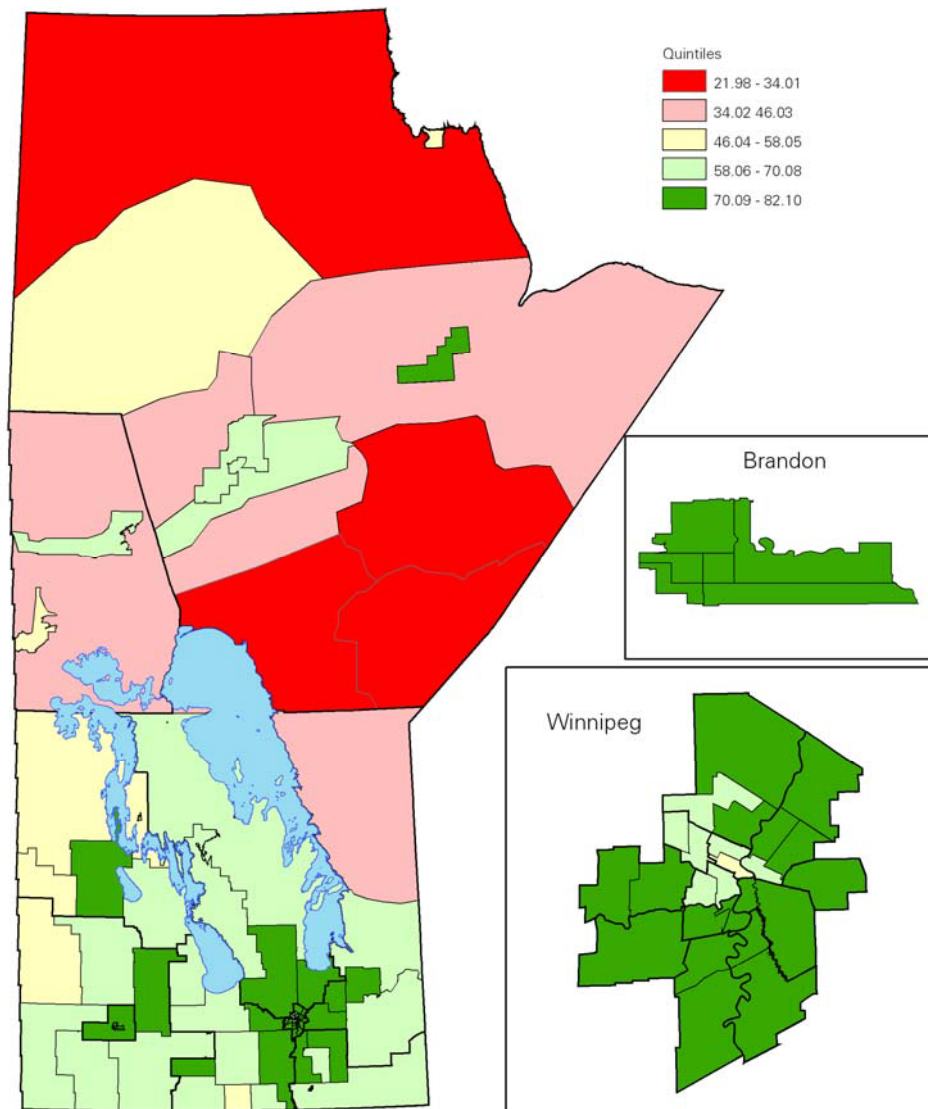 Quintiles
21.98 - 34.01
34.02 46.03
46.04 - 58.05
58.06 - 70.08
70.09 - 82.10
Brandon
Winnipeg